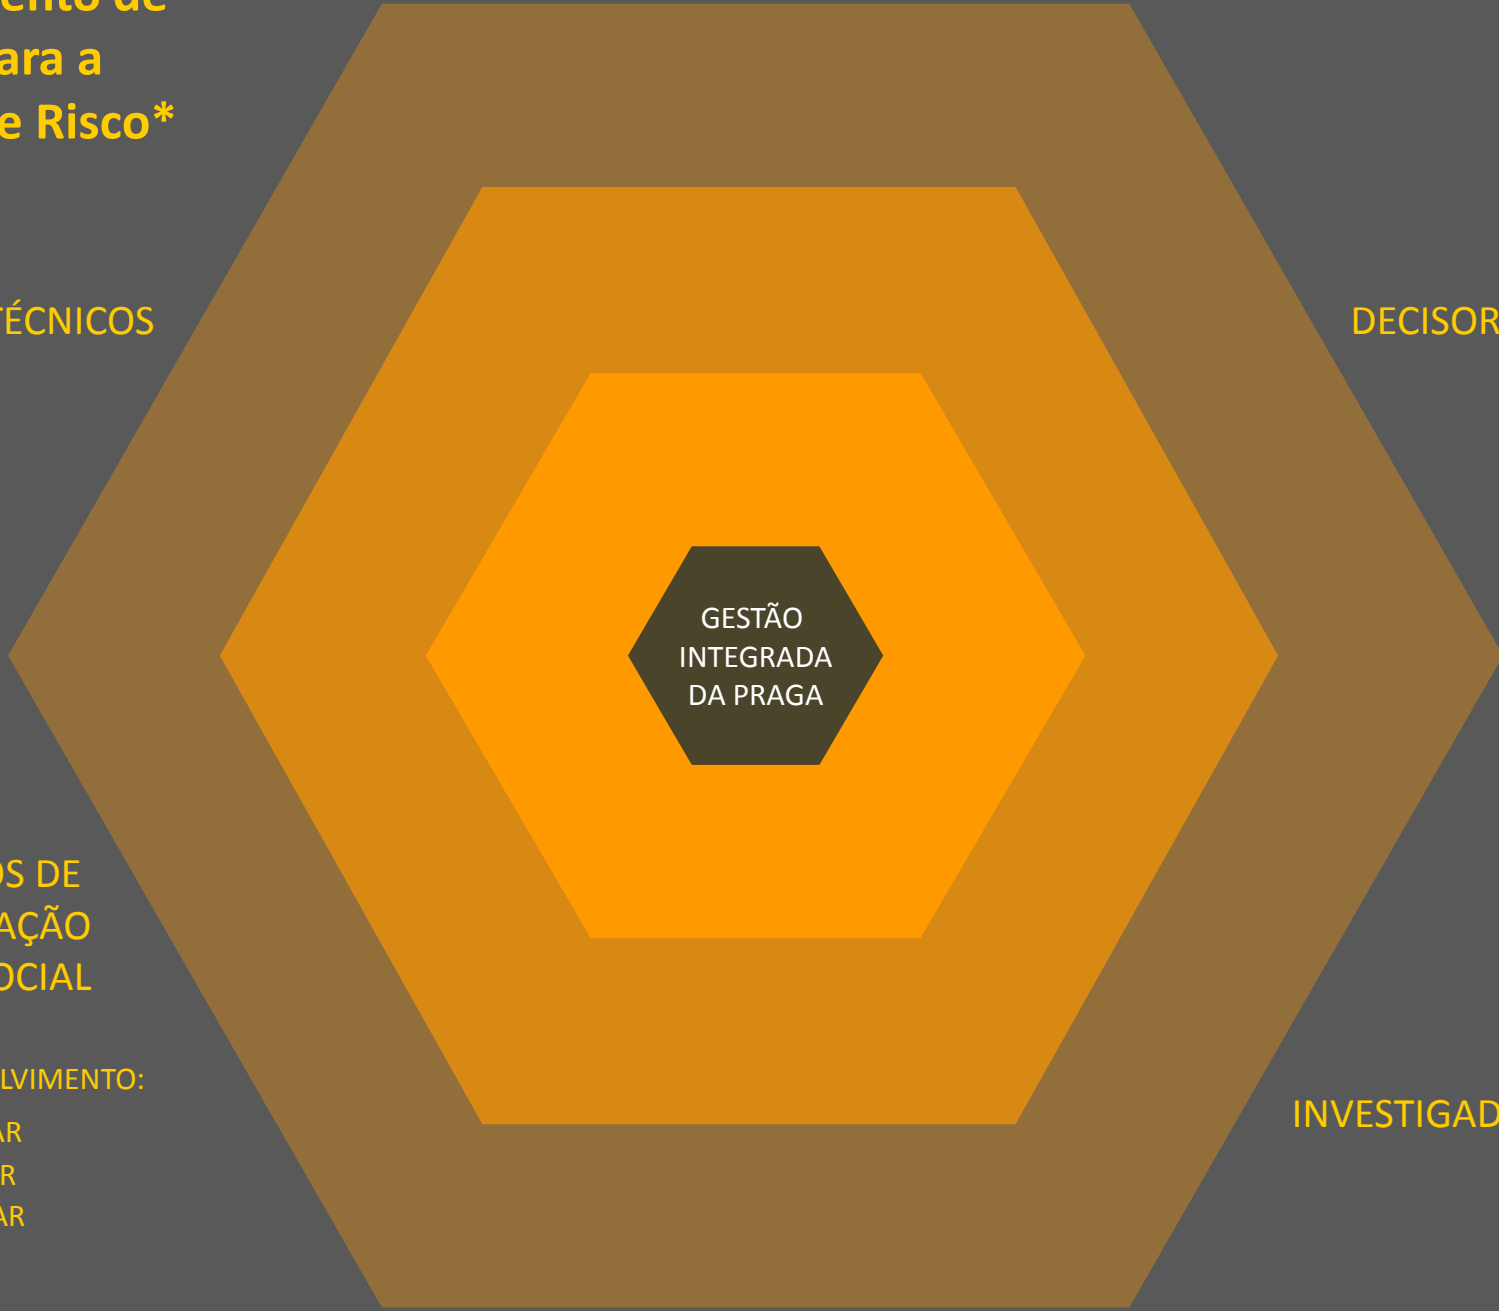 ento de
ara a
e Risco*
TÉCNICOS
DECISOR
GESTÃO
INTEGRADA
DA PRAGA
OS DE
AÇÃO
OCIAL
LVIMENTO:
AR
R
AR
INVESTIGAD